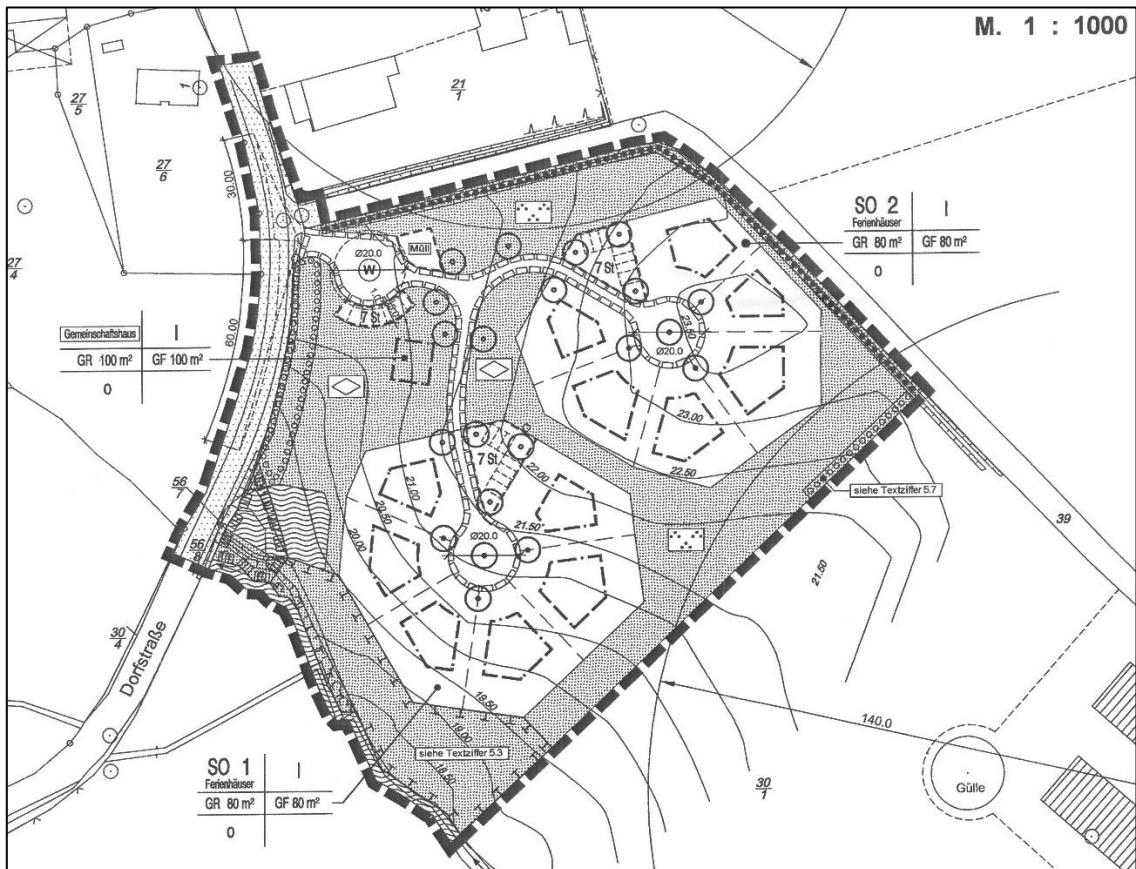 M. 1 : 1000
21
1
27
5
1
27
6
30.00
27
4
Ø20.0
W
Müll
7 St
7 St
SO 2
Ferienhäuser
I
GR 80 m²
GF 80 m²
0
23.50
Ø20.0
Gemeinschaftshaus
I
GR 100 m²
GF 100 m²
0
60.00
23.00
22.50
7 St
22.00
21.00
20.50
20.00
21.50
Ø20.0
siehe Textziffer 5.7
39
21.50
56
7
56
30
4
Dorfstraße
19.50
19.00
18.50
siehe Textziffer 5.3
140.0
30
1
Gülle
SO 1
Ferienhäuser
I
GR 80 m²
GF 80 m²
0